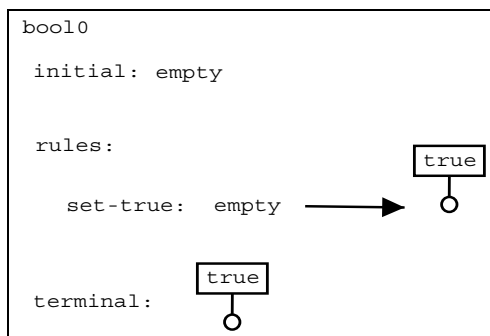 bool0
initial: empty
rules:
true
set-true: empty
true
terminal: